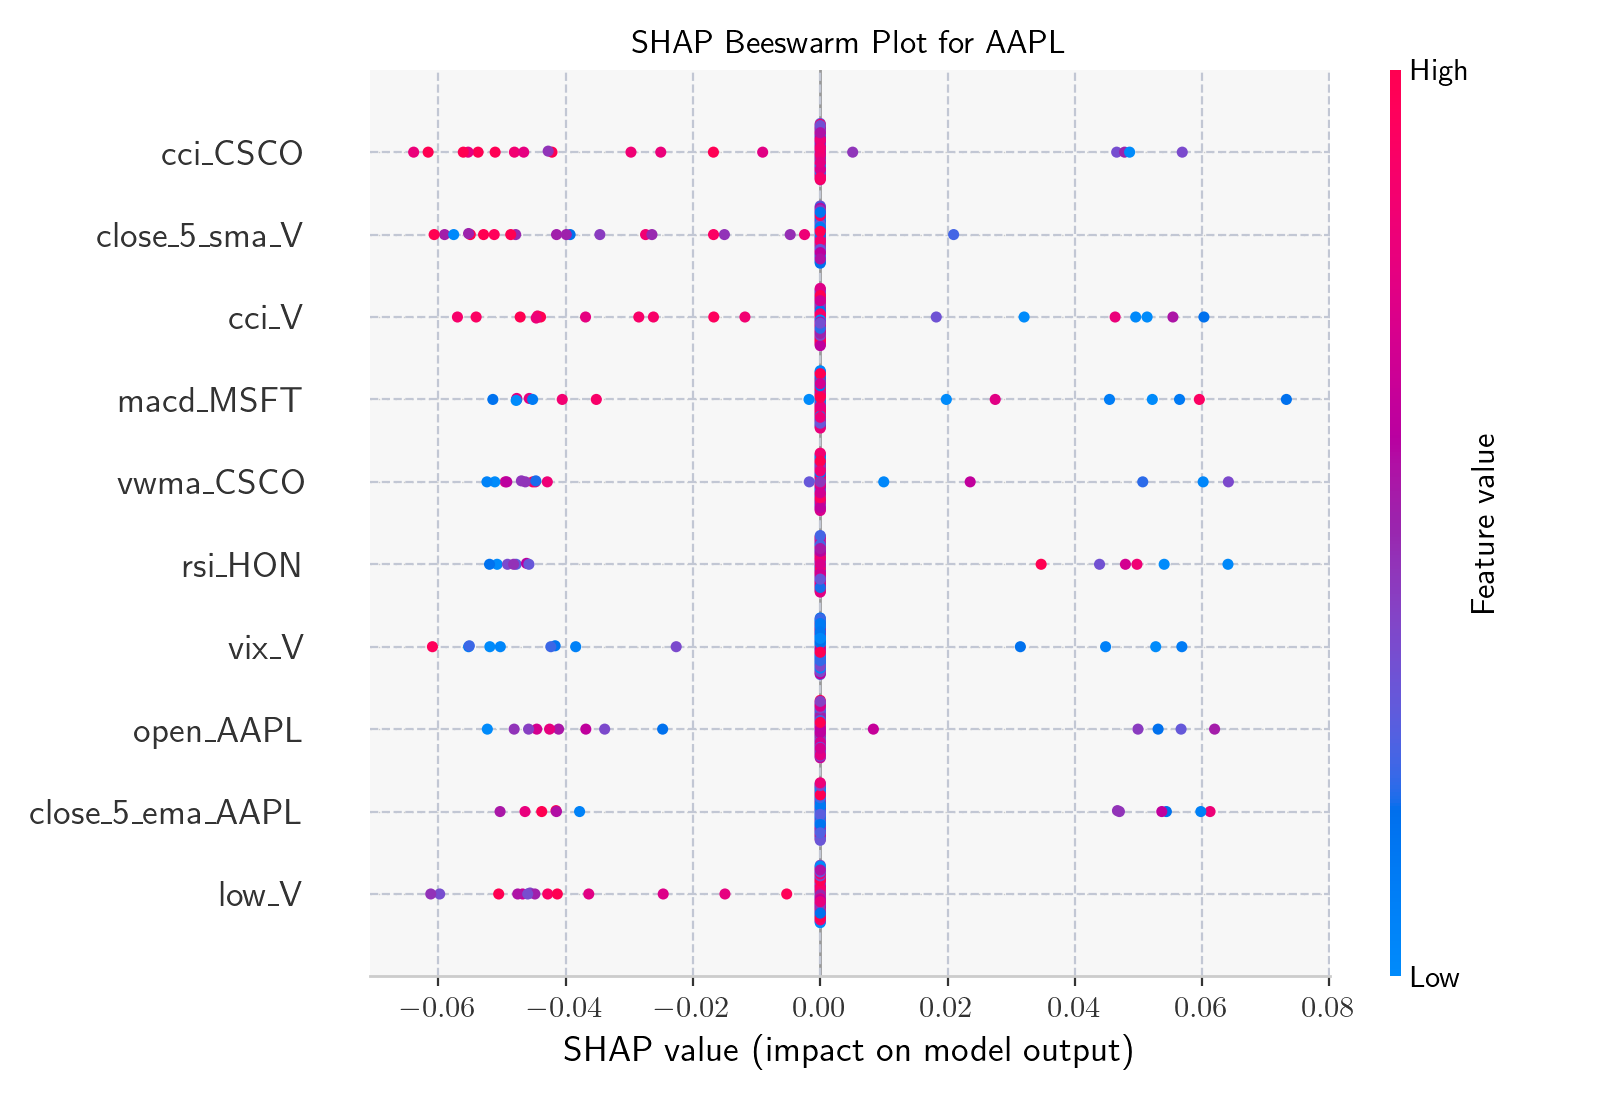 SHAP Beeswarm Plot for AAPL
High
cci_CSCO
close_5_sma_V
cci_V
macd_MSFT
vwma_CSCO
rsi_HON
vix_V
open_AAPL
close_5_ema_AAPL
low_V
Feature value
Low
−0.06 −0.04 −0.02 0.00 0.02 0.04 0.06 0.08
SHAP value (impact on model output)